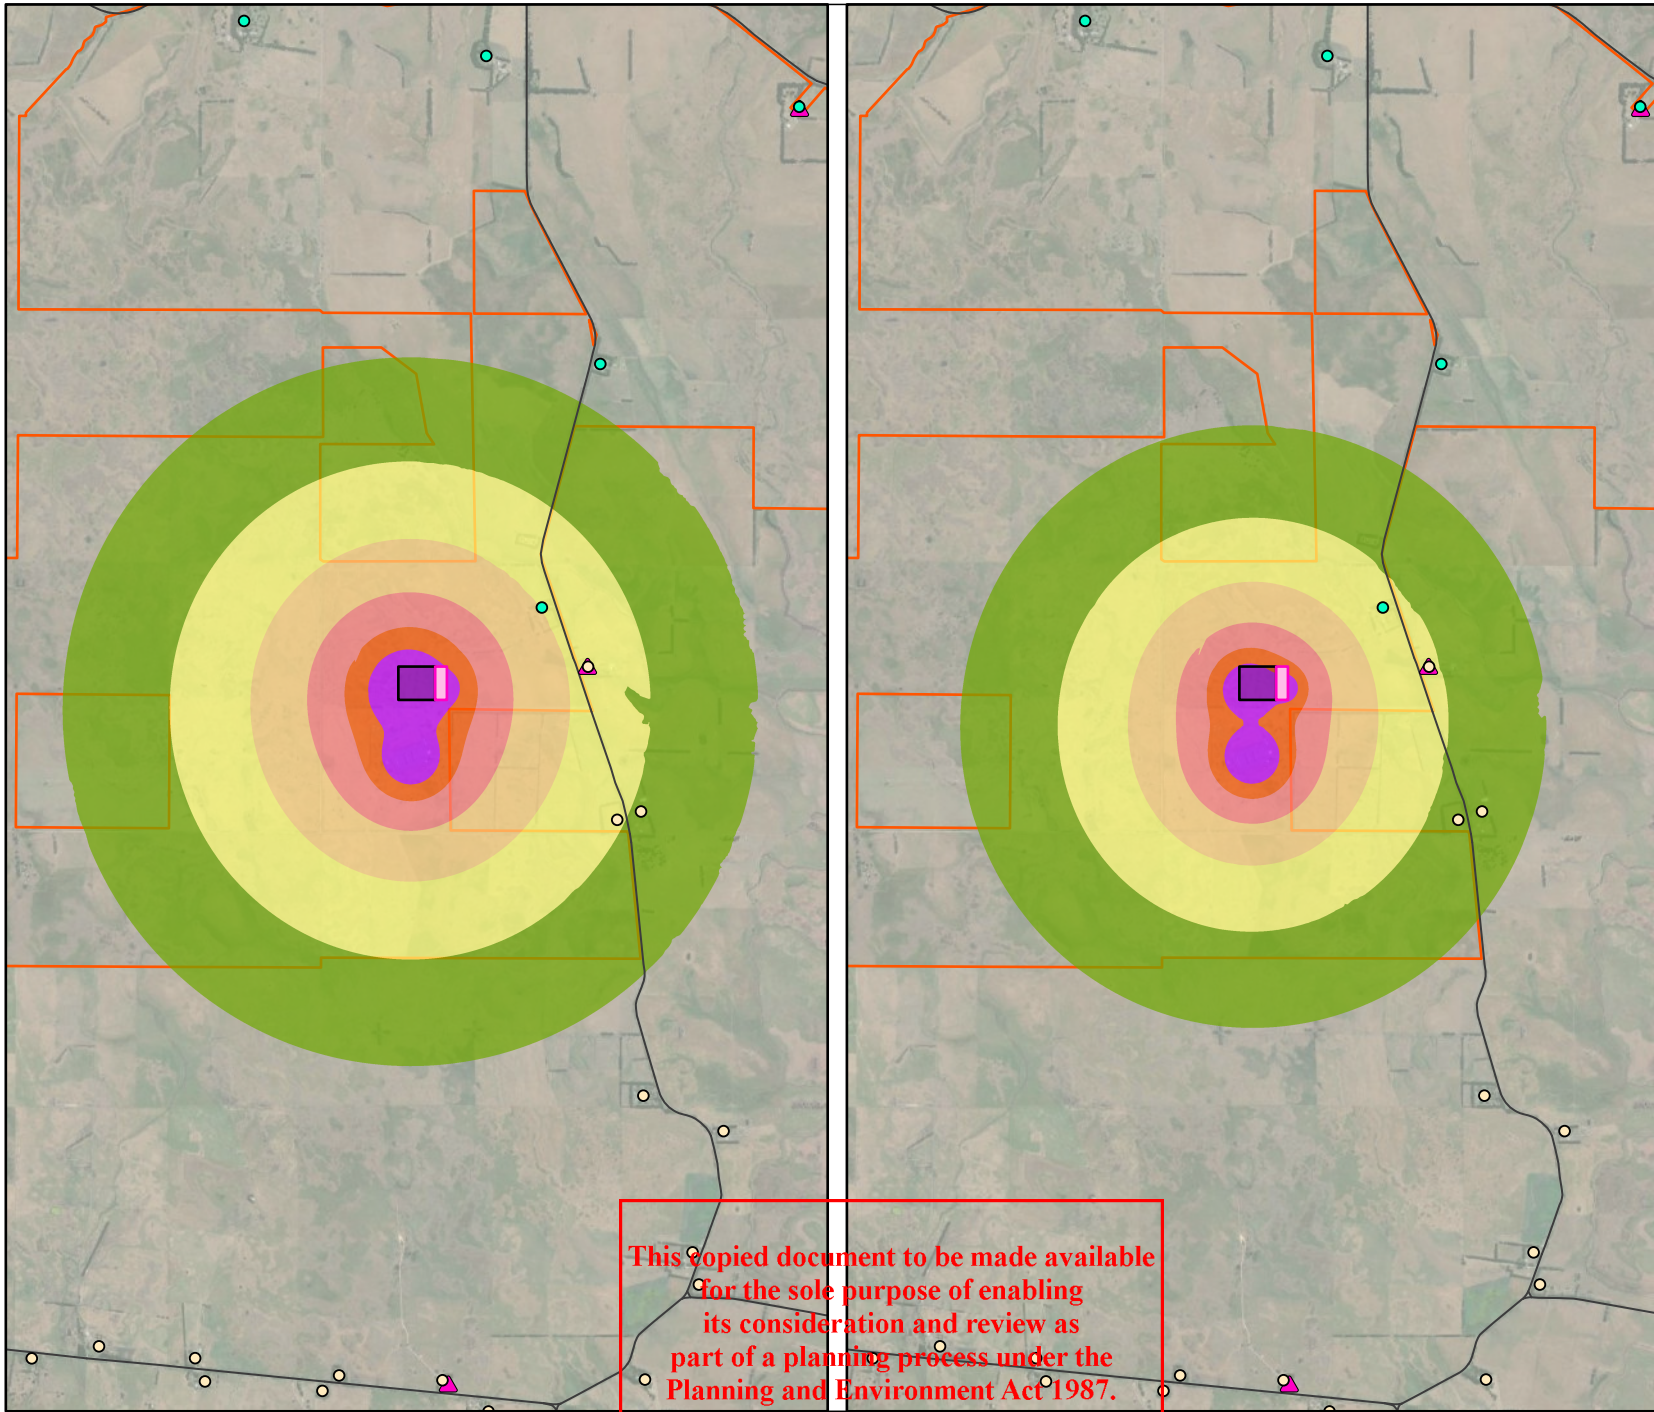 This copied document to be made available
for the sole purpose of enabling
its consideration and review as
part of a planning process under the
Planning and Environment Act 1987.